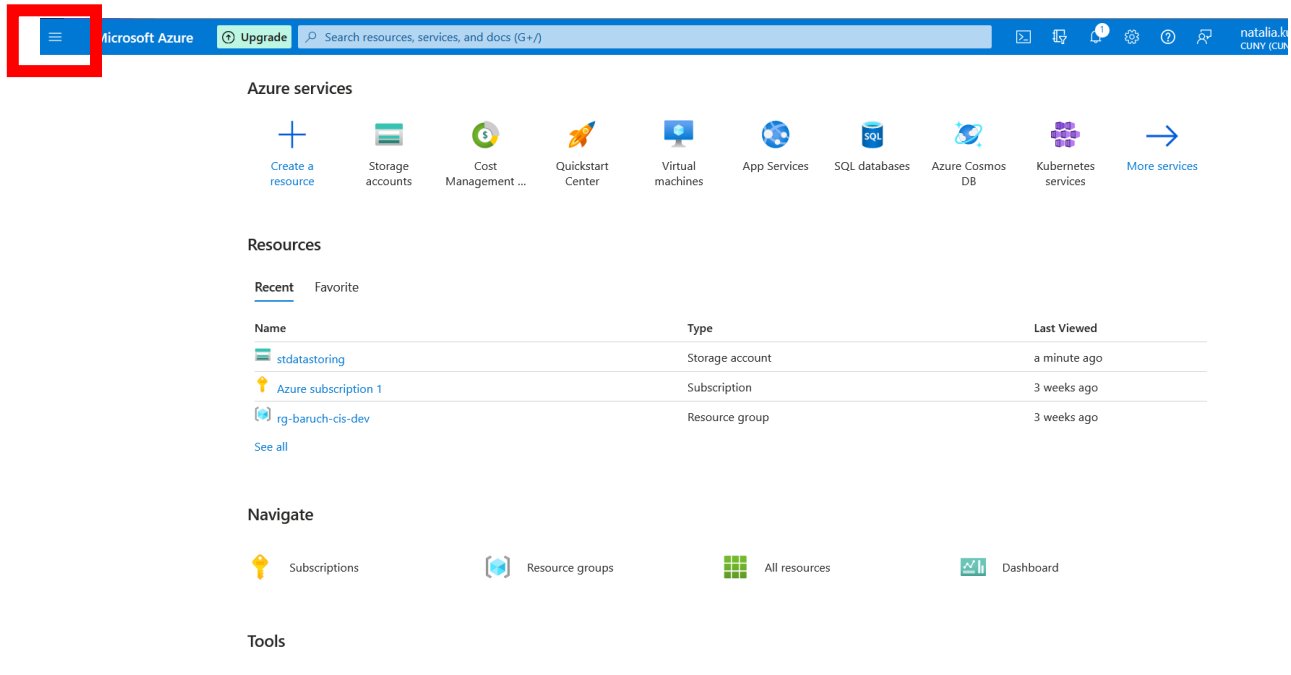 Microsoft Azure
Upgrade
Search resources, services, and docs (G+/)
1
natalia.ku
CUNY (CUN
Azure services
Create a
resource
Storage
accounts
Cost
Management ...
Quickstart
Center
Virtual
machines
App Services
SQL
SQL databases
Azure Cosmos
DB
Kubernetes
services
More services
Resources
Recent Favorite
Name Type Last Viewed
stdatastoring Storage account a minute ago
Azure subscription 1 Subscription 3 weeks ago
rg-baruch-cis-dev Resource group 3 weeks ago
See all
Navigate
Subscriptions Resource groups All resources Dashboard
Tools